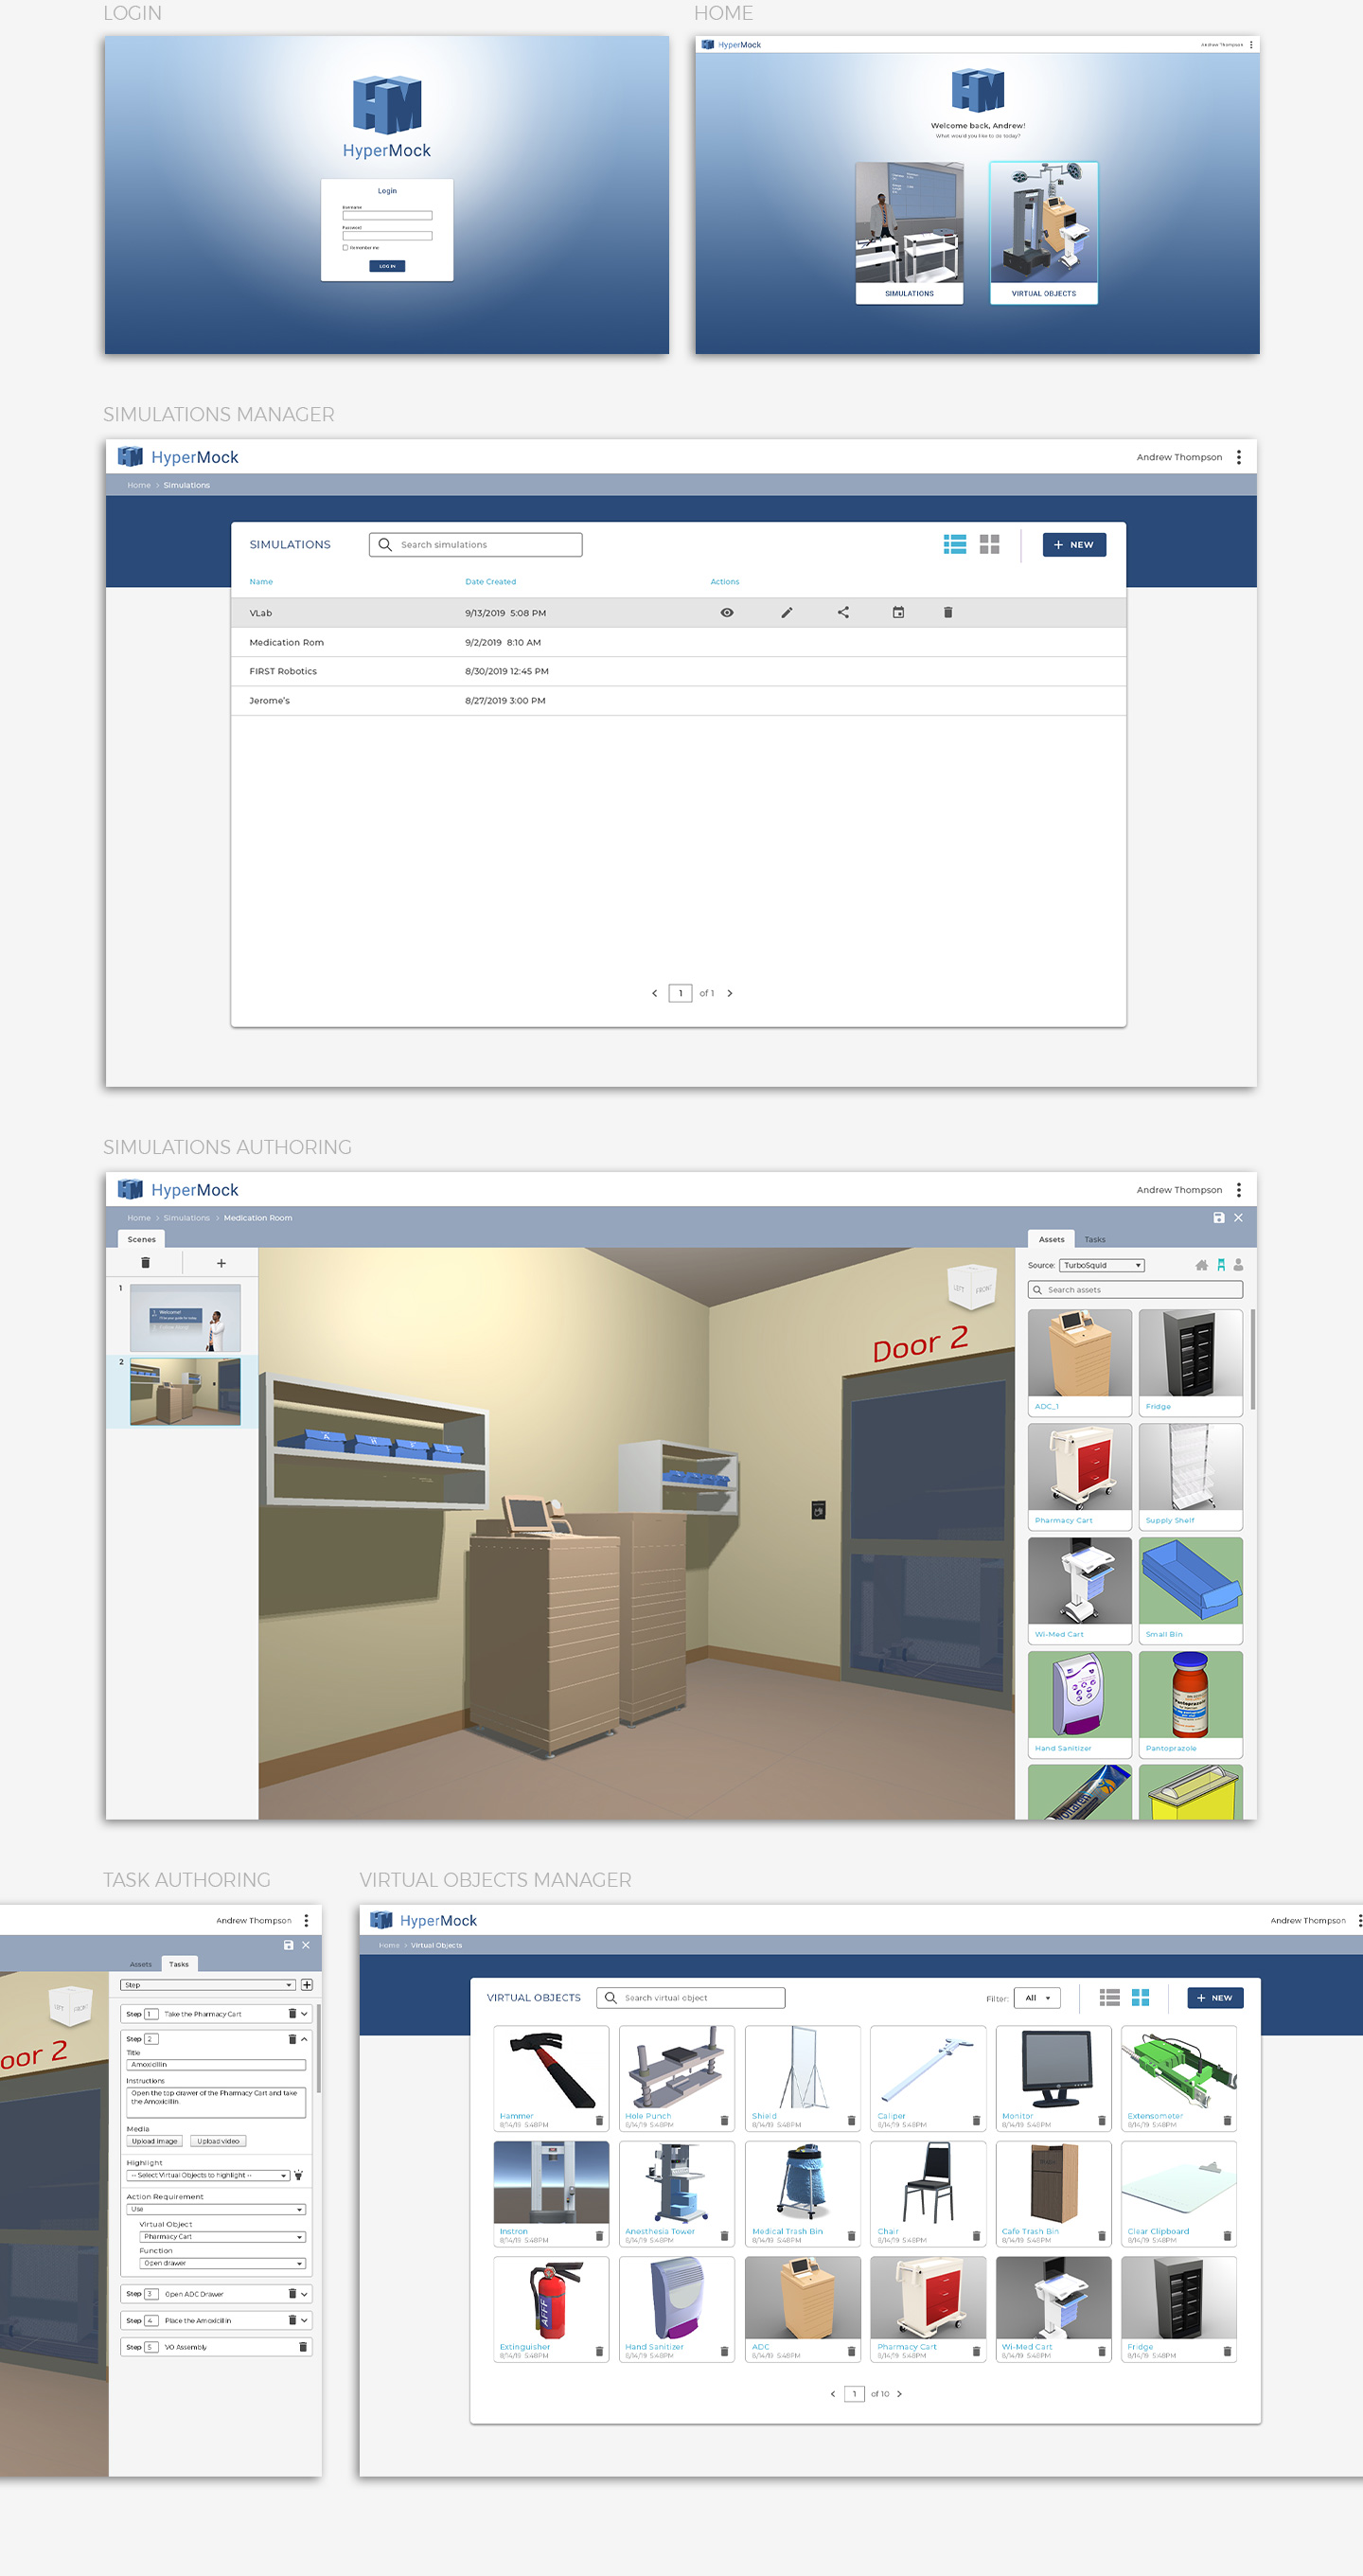 LOGIN
HyperMock
Login
Username
Password
Remember me
LOG IN
HOME
HyperMock
Andrew Thompson
Welcome back, Andrew!
What would you like to do today?
SIMULATIONS
VIRTUAL OBJECTS
SIMULATIONS MANAGER
HyperMock
Andrew Thompson
Home > Simulations
SIMULATIONS
Search simulations
+ NEW
Name
Date Created
Actions
VLab
9/13/2019 5:08 PM
Medication Rom
9/2/2019 8:10 AM
FIRST Robotics
8/30/2019 12:45 PM
Jerome's
8/27/2019 3:00 PM
< 1 of 1 >
SIMULATIONS AUTHORING
HyperMock
Andrew Thompson
Home > Simulations > Medication Room
Scenes
1
Welcome!
2
LEFT
FRONT
Door 2
A H S E
Assets
Tasks
Source: TurboSquid
Search assets
ADC_1
Fridge
Pharmacy Cart
Supply Shelf
Wi-Med Cart
Small Bin
Hand Sanitizer
Pantoprazole
TASK AUTHORING
Andrew Thompson
Assets
Tasks
LEFT
FRONT
oor 2
Step
Step 1 Take the Pharmacy Cart
Step 2
Title
Amoxicillin
Instructions
Open the top drawer of the Pharmacy Cart and take
the Amoxicillin
Media
Upload image
Upload video
Highlight
-- Select Virtual Objects to highlight --
Action Requirement
Use
Virtual Object
Pharmacy Cart
Function
Open drawer
Step 3 Open ADC Drawer
Step 4 Place the Amoxicillin
Step 5 VO Assembly
VIRTUAL OBJECTS MANAGER
HyperMock
Andrew Thompson
Home > Virtual Objects
VIRTUAL OBJECTS
Search virtual object
Filter: All
+ NEW
Hammer
8/14/19 5:48PM
Hole Punch
8/14/19 5:48PM
Shield
8/14/19 5:48PM
Caliper
8/14/19 5:48PM
Monitor
8/14/19 5:48PM
Extensometer
8/14/19 5:48PM
Instron
8/14/19 5:48PM
Anesthesia Tower
8/14/19 5:48PM
Medical Trash Bin
8/14/19 5:48PM
Chair
8/14/19 5:48PM
Cafe Trash Bin
8/14/19 5:48PM
Clear Clipboard
8/14/19 5:48PM
AFFF
Extinguisher
8/14/19 5:48PM
Hand Sanitizer
8/14/19 5:48PM
ADC
8/14/19 5:48PM
Pharmacy Cart
8/14/19 5:48PM
Wi-Med Cart
8/14/19 5:48PM
Fridge
8/14/19 5:48PM
< 1 of 10 >